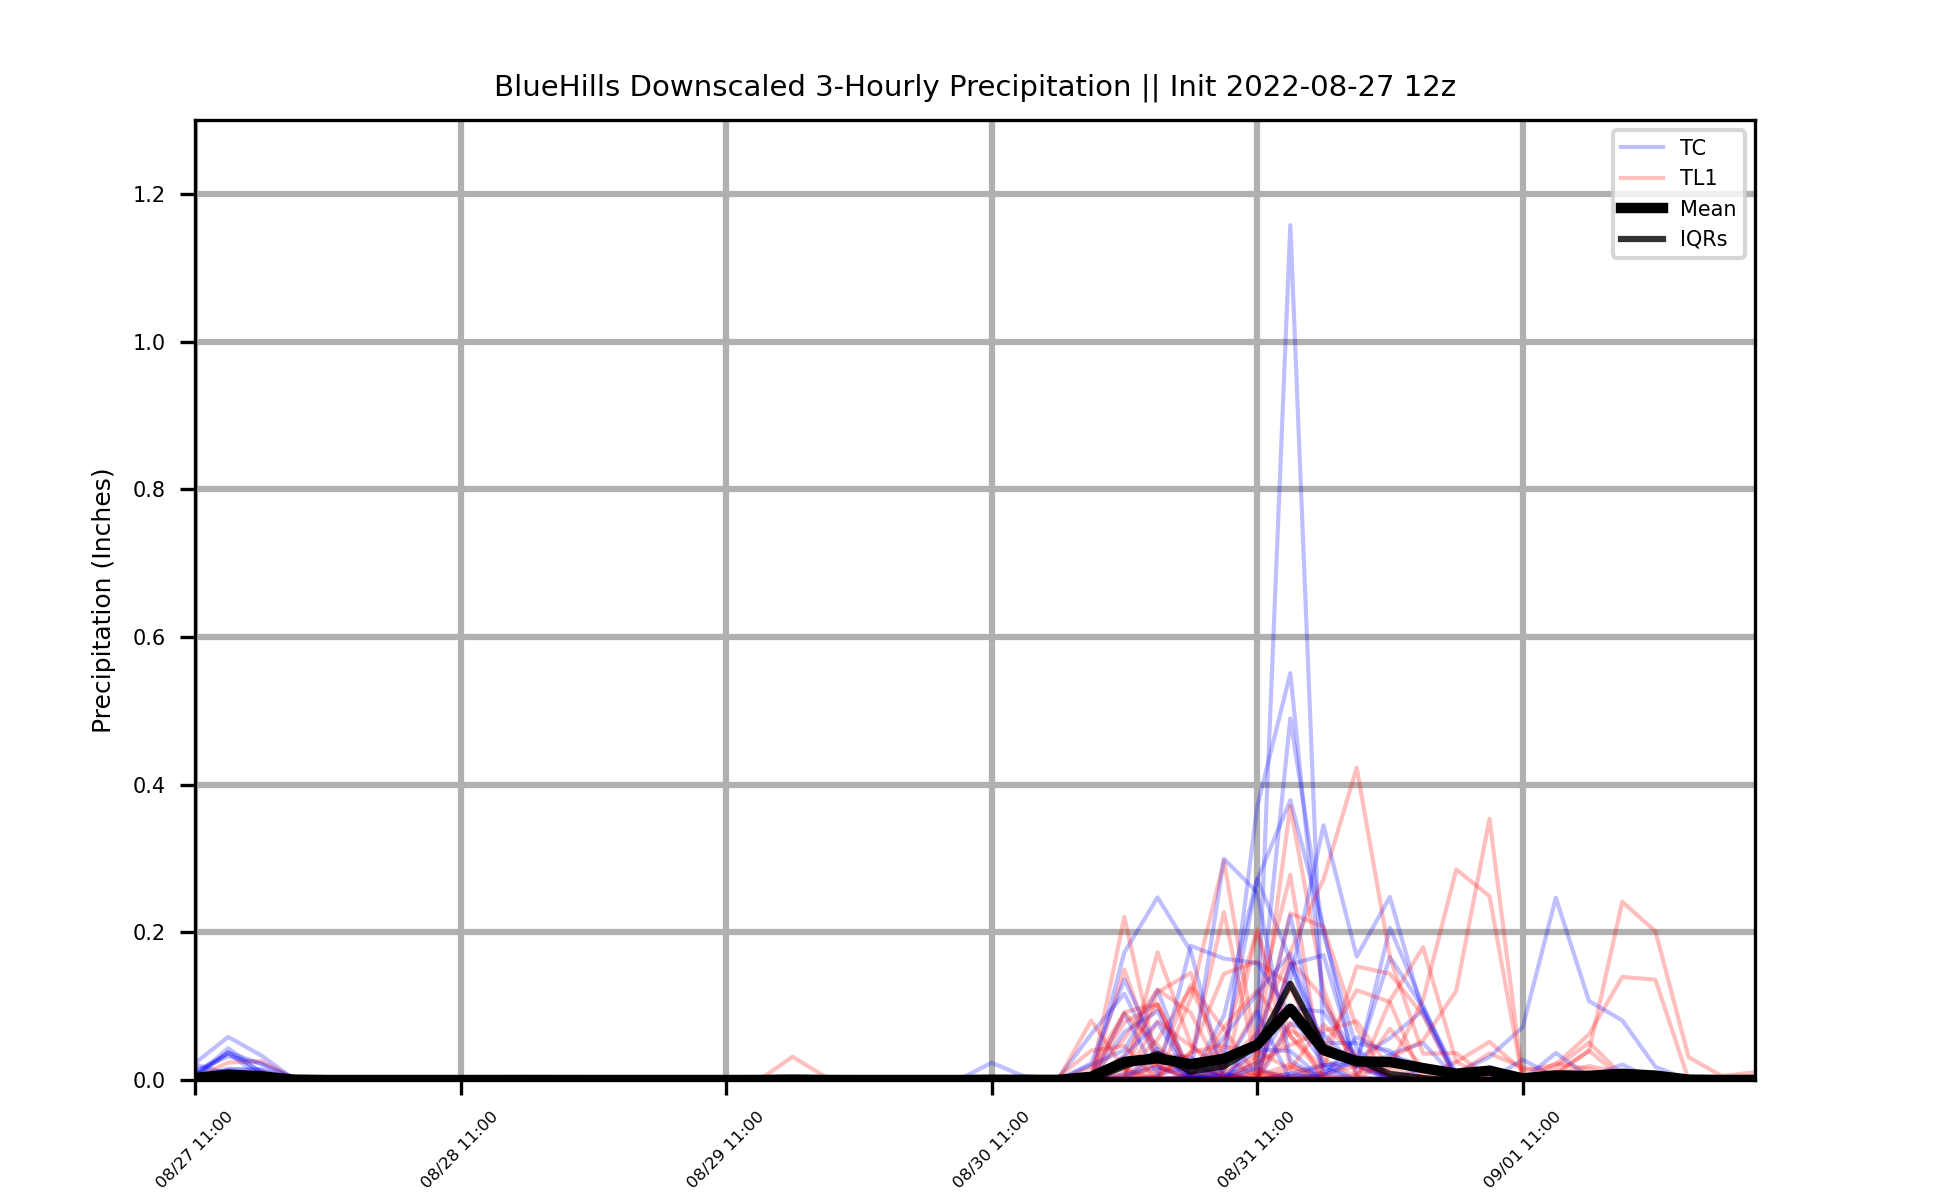 BlueHills Downscaled 3-Hourly Precipitation || Init 2022-08-27 12z
TC
TL1
Mean
IQRs
Precipitation (Inches)
1.2
1.0
0.8
0.6
0.4
0.2
0.0
08/27 11:00
08/28 11:00
08/29 11:00
08/30 11:00
08/31 11:00
09/01 11:00